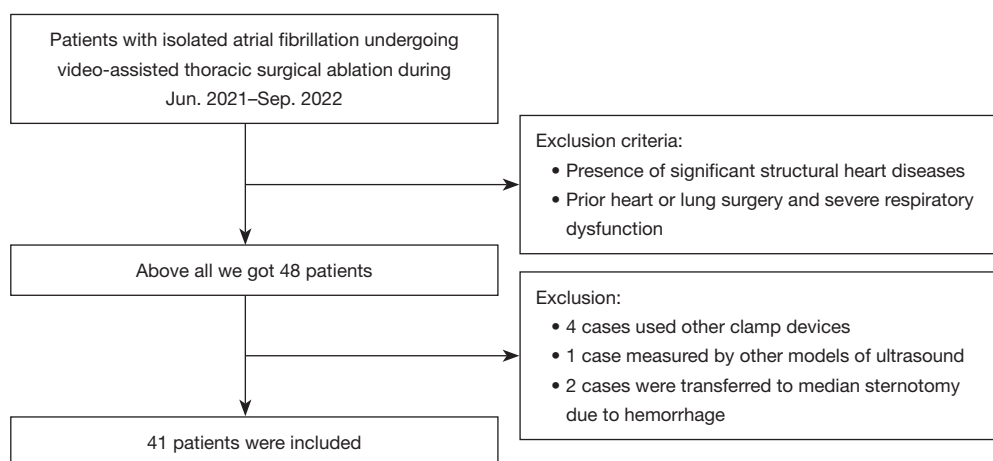 Patients with isolated atrial fibrillation undergoing
video-assisted thoracic surgical ablation during
Jun. 2021–Sep. 2022
Exclusion criteria:
• Presence of significant structural heart diseases
• Prior heart or lung surgery and severe respiratory
dysfunction
Above all we got 48 patients
Exclusion:
• 4 cases used other clamp devices
• 1 case measured by other models of ultrasound
• 2 cases were transferred to median sternotomy
due to hemorrhage
41 patients were included